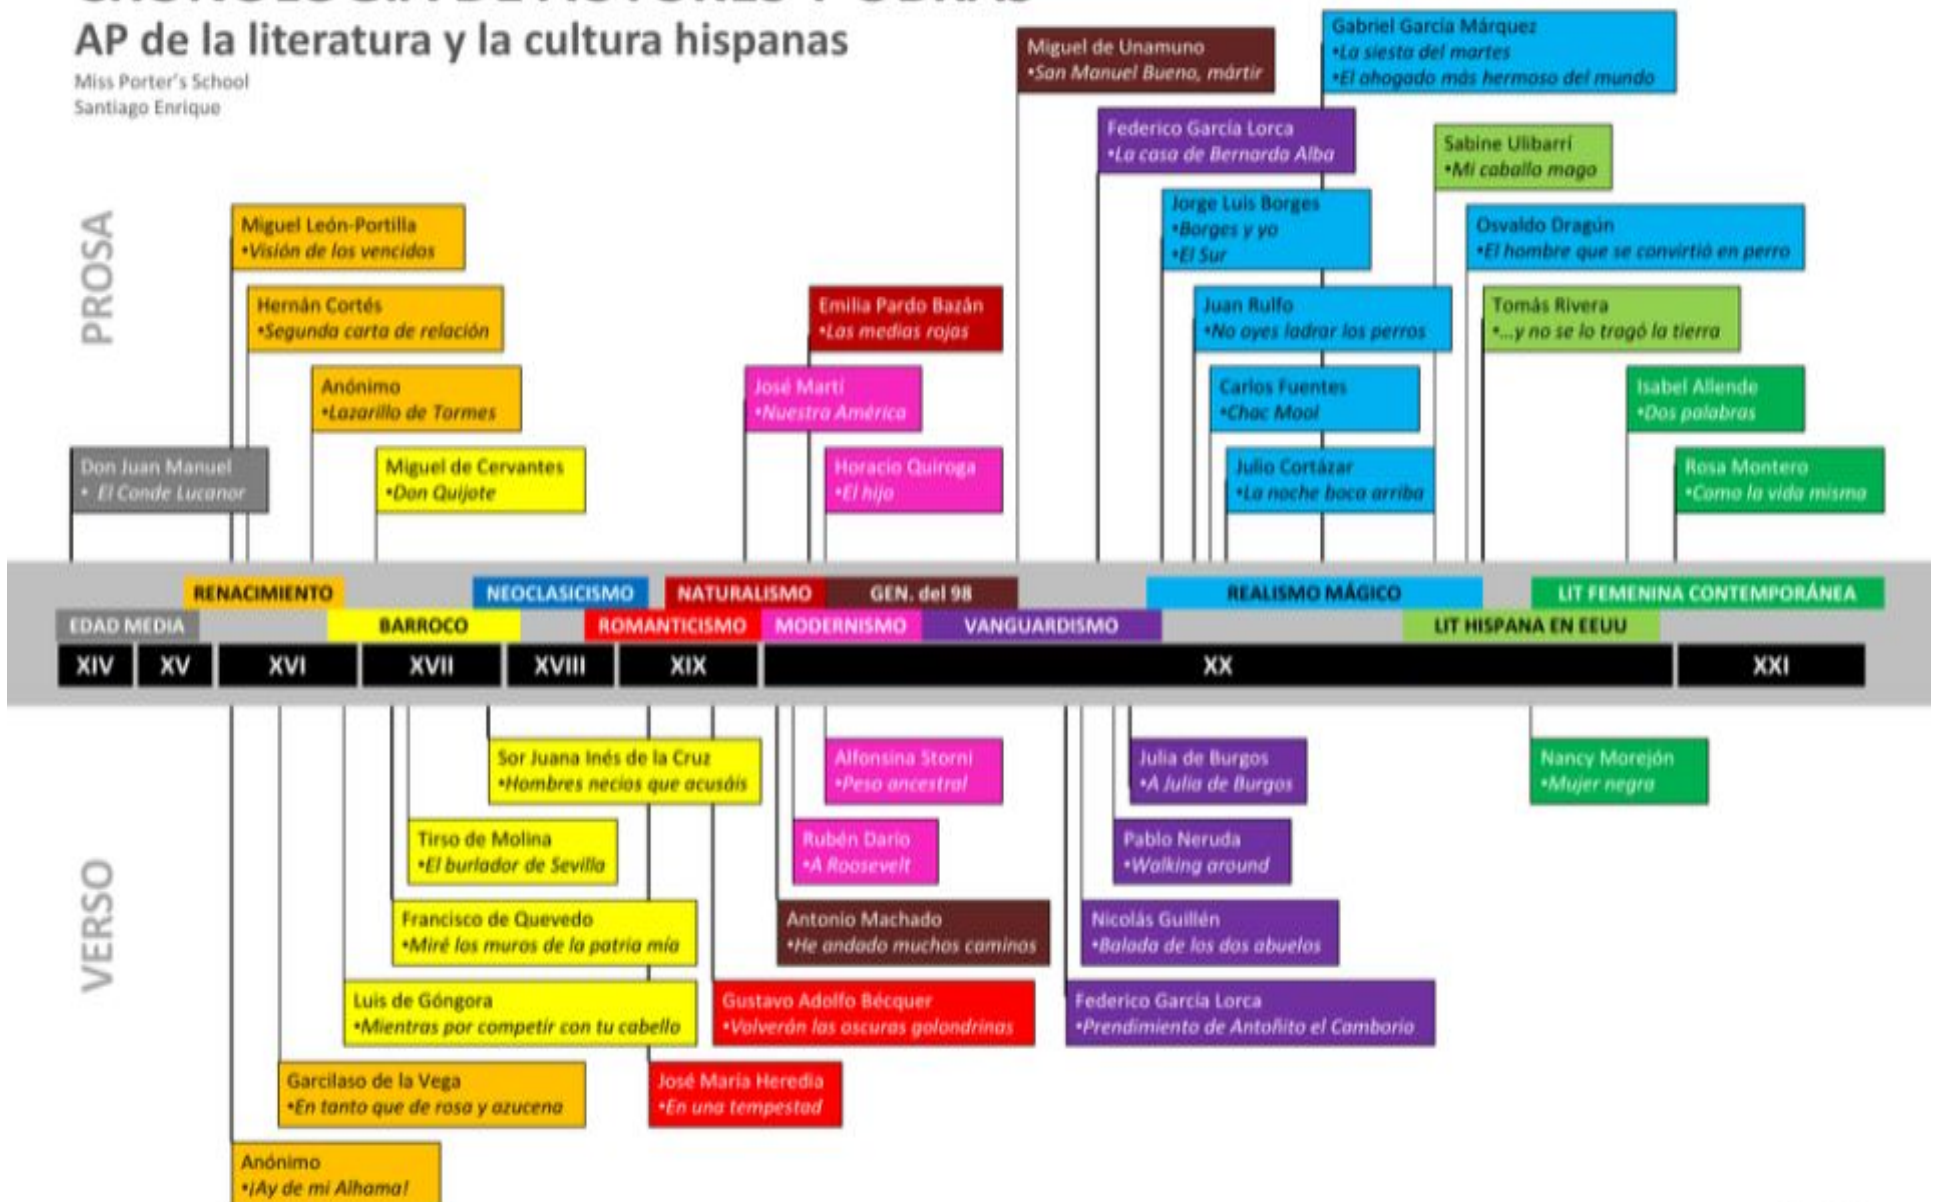 CRONOLOGÍA DE AUTORES Y OBRAS
AP de la literatura y la cultura hispanas
Miss Porter's School
Santiago Enrique
PROSA
Miguel de Unamuno
•San Manuel Bueno, mártir
Gabriel García Márquez
•La siesta del martes
•El ahogado más hermoso del mundo
Federico García Lorca
•La casa de Bernarda Alba
Sabine Ulibarrí
•Mi caballo mago
Miguel León-Portilla
•Visión de los vencidos
Jorge Luis Borges
•Borges y yo
•El Sur
Osvaldo Dragún
•El hombre que se convirtió en perro
Hernán Cortés
•Segunda carta de relación
Emilia Pardo Bazán
•Las medias rojas
Juan Rulfo
•No oyes ladrar los perros
Tomás Rivera
•...y no se lo tragó la tierra
Anónimo
•Lazarillo de Tormes
José Martí
•Nuestra América
Carlos Fuentes
•Chac Mool
Isabel Allende
•Dos palabras
Don Juan Manuel
• El Conde Lucanor
Miguel de Cervantes
•Don Quijote
Horacio Quiroga
•El hijo
Julio Cortázar
•La noche boca arriba
Rosa Montero
•Como la vida misma
RENACIMIENTO NEOCLASICISMO NATURALISMO GEN. del 98 REALISMO MÁGICO LIT FEMENINA CONTEMPORÁNEA
EDAD MEDIA BARROCO ROMANTICISMO MODERNISMO VANGUARDISMO LIT HISPANA EN EEUU
XIV XV XVI XVII XVIII XIX XX XXI
VERSO
Sor Juana Inés de la Cruz
•Hombres necios que acusáis
Alfonsina Storni
•Peso ancestral
Julia de Burgos
•A Julia de Burgos
Nancy Morejón
•Mujer negra
Tirso de Molina
•El burlador de Sevilla
Rubén Darío
•A Roosevelt
Pablo Neruda
•Walking around
Francisco de Quevedo
•Miré los muros de la patria mía
Antonio Machado
•He andado muchos caminos
Nicolás Guillén
•Balada de los dos abuelos
Luis de Góngora
•Mientras por competir con tu cabello
Gustavo Adolfo Bécquer
•Volverán las oscuras golondrinas
Federico García Lorca
•Prendimiento de Antoñito el Camborio
Garcilaso de la Vega
•En tanto que de rosa y azucena
José María Heredia
•En una tempestad
Anónimo
•¡Ay de mi Alhama!